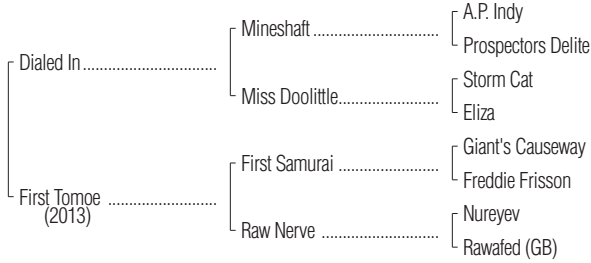 A.P. Indy
Mineshaft ..............................
Prospectors Delite
Dialed In................................
Storm Cat
Miss Doolittle........................
Eliza
Giant's Causeway
First Samurai ........................
Freddie Frisson
First Tomoe ..........................
(2013)
Nureyev
Raw Nerve ............................
Rawafed (GB)